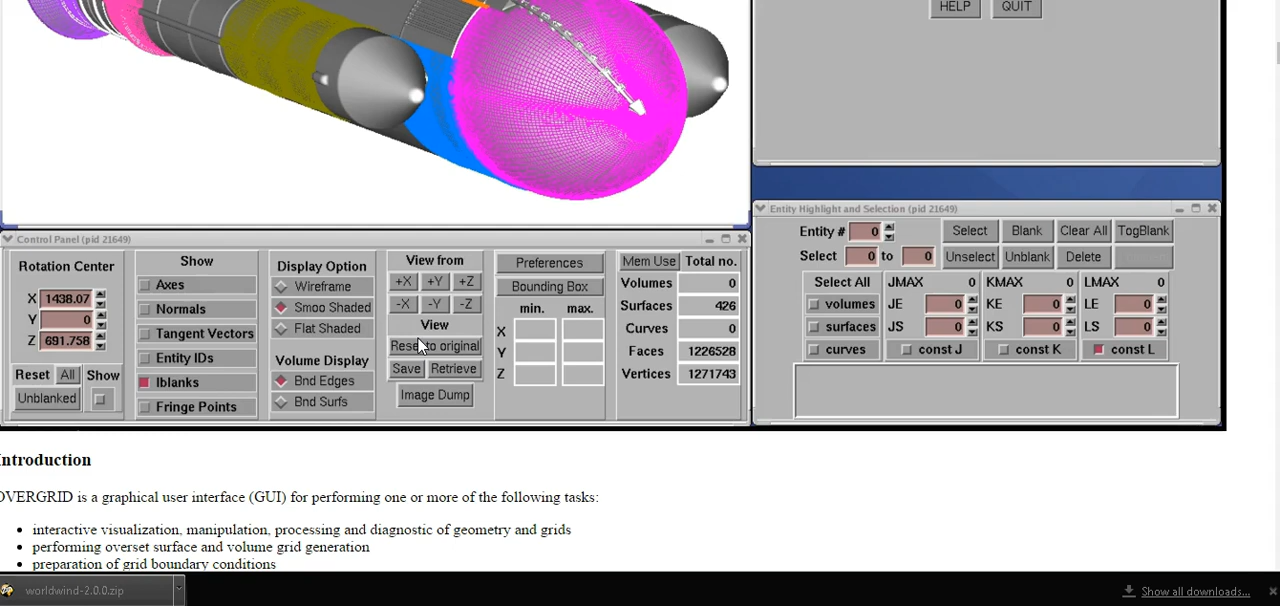 HELP QUIT
Control Panel (pid 21649)
Rotation Center
X 1438.07
Y 0
Z 691.758
Reset All Show
Unblanked
Show
Axes
Normals
Tangent Vectors
Entity IDs
Iblanks
Fringe Points
Display Option
Wireframe
Smoo Shaded
Flat Shaded
Volume Display
Bnd Edges
Bnd Surfs
View from
+X +Y +Z
-X -Y -Z
View
Reset to original
Save Retrieve
Image Dump
Preferences
Bounding Box
min. max.
X
Y
Z
Mem Use Total no.
Volumes 0
Surfaces 426
Curves 0
Faces 1226528
Vertices 1271743
Entity Highlight and Selection (pid 21649)
Entity # 0 Select Blank Clear All TogBlank
Select 0 to 0 Unselect Unblank Delete
Select All JMAX 0 KMAX 0 LMAX 0
volumes JE 0 KE 0 LE 0
surfaces JS 0 KS 0 LS 0
curves const J const K const L
Introduction
OVERGRID is a graphical user interface (GUI) for performing one or more of the following tasks:
• interactive visualization, manipulation, processing and diagnostic of geometry and grids
• performing overset surface and volume grid generation
• preparation of grid boundary conditions
worldwind-2.0.0.zip
Show all downloads...